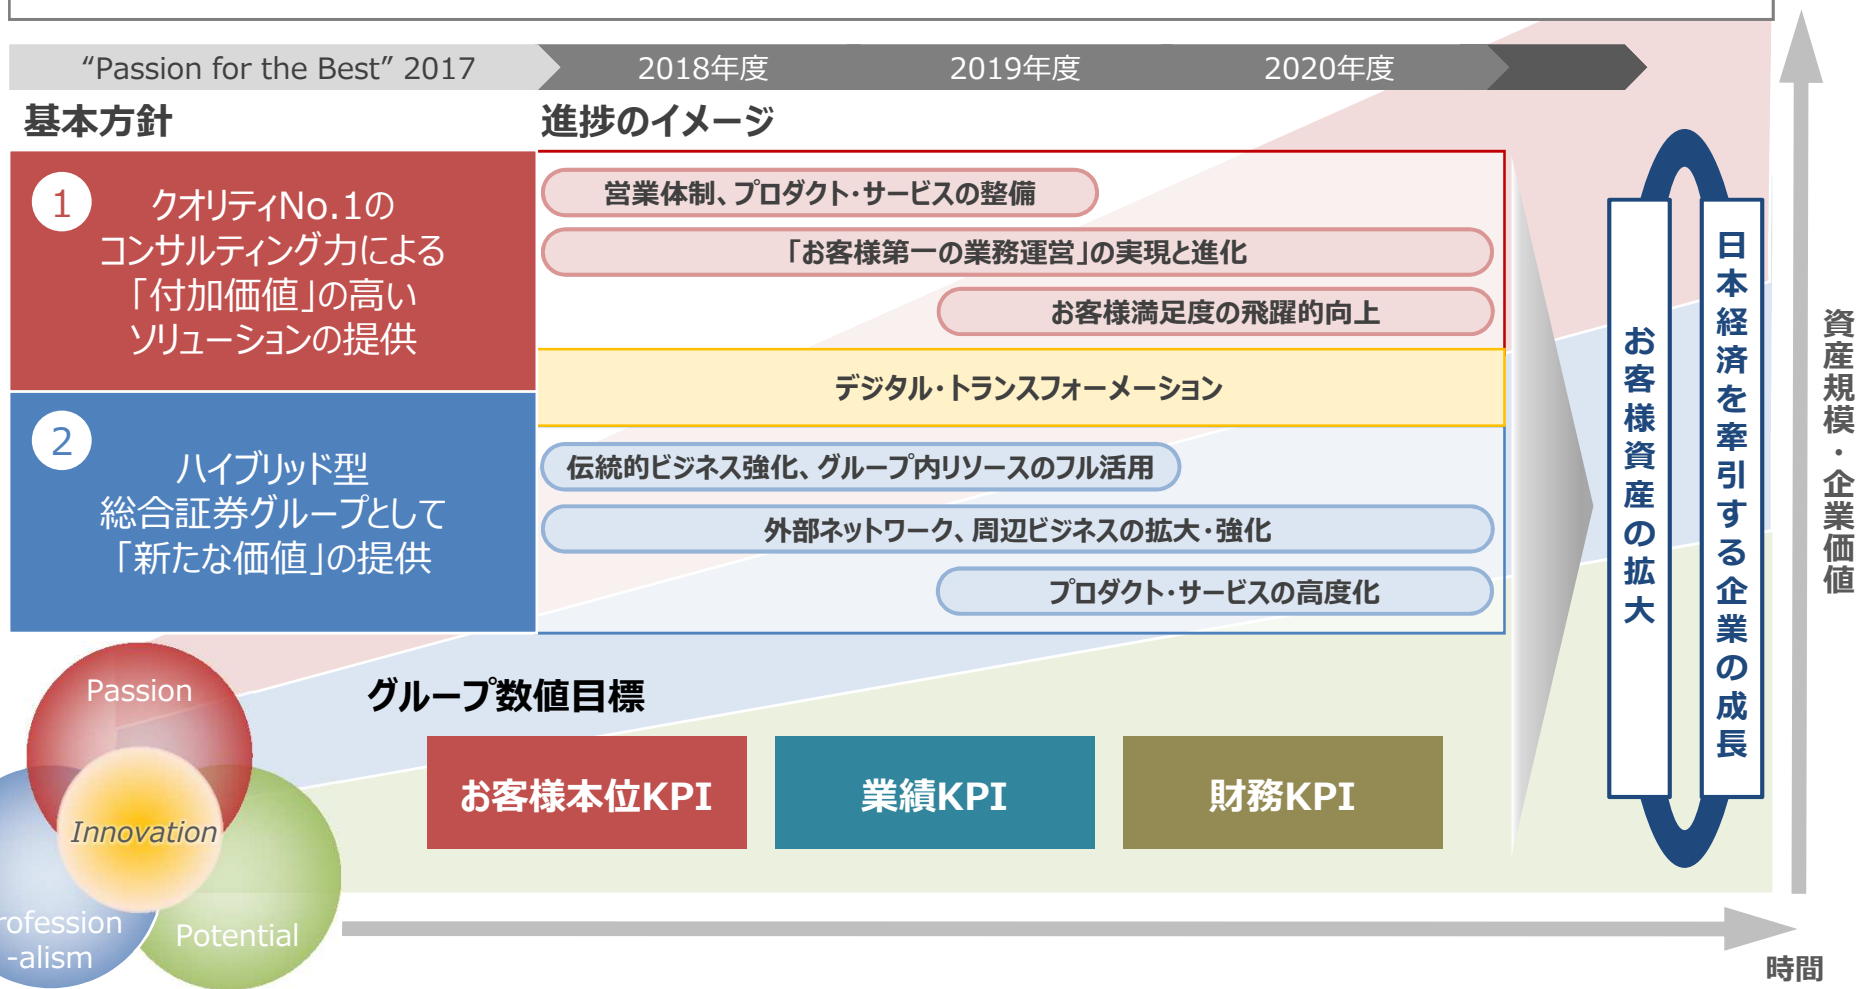 “Passion for the Best” 2017
2018年度
2019年度
2020年度
基本方針
進捗のイメージ
1
クオリティNo.1の
コンサルティング力による
「付加価値」の高い
ソリューションの提供
営業体制、プロダクト・サービスの整備
「お客様第一の業務運営」の実現と進化
お客様満足度の飛躍的向上
デジタル・トランスフォーメーション
2
ハイブリッド型
総合証券グループとして
「新たな価値」の提供
伝統的ビジネス強化、グループ内リソースのフル活用
外部ネットワーク、周辺ビジネスの拡大・強化
プロダクト・サービスの高度化
お客様資産の拡大
日本経済を牽引する企業の成長
資産規模・企業価値
グループ数値目標
お客様本位KPI
業績KPI
財務KPI
Passion
Innovation
rofession
-alism
Potential
時間